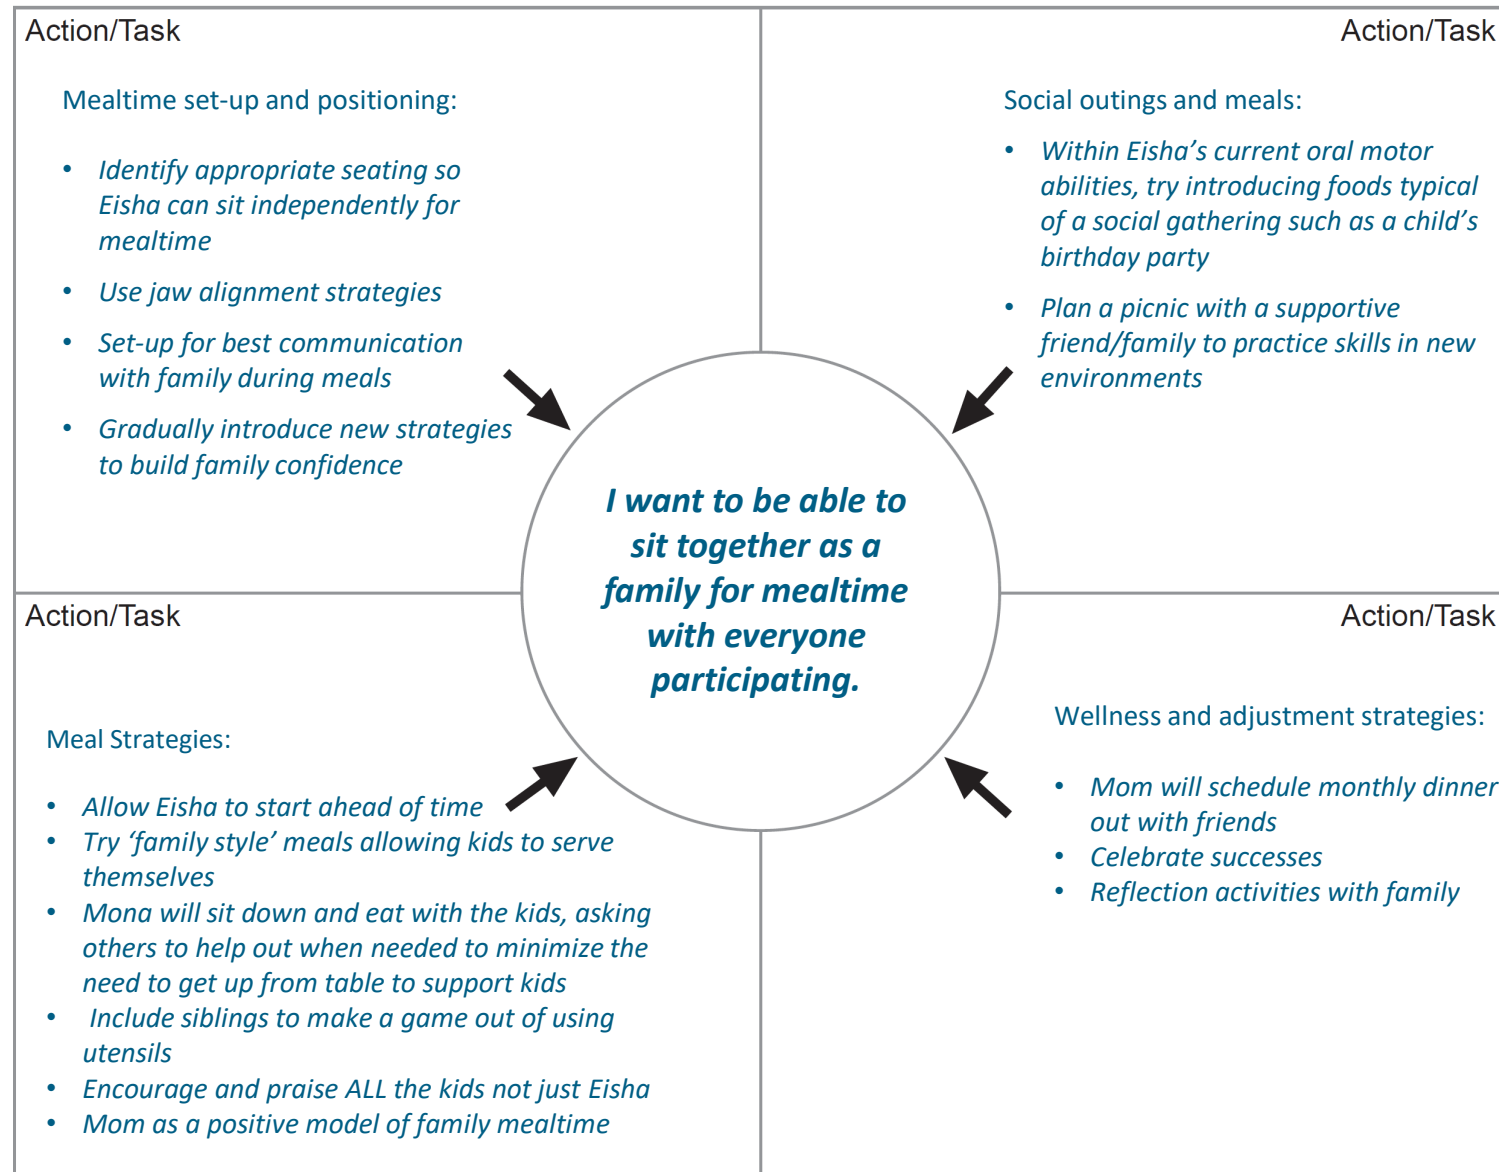 Action/Task
Mealtime set-up and positioning:
• Identify appropriate seating so
Eisha can sit independently for
mealtime
• Use jaw alignment strategies
• Set-up for best communication
with family during meals
• Gradually introduce new strategies
to build family confidence
Action/Task
Social outings and meals:
• Within Eisha’s current oral motor
abilities, try introducing foods typical
of a social gathering such as a child’s
birthday party
• Plan a picnic with a supportive
friend/family to practice skills in new
environments
I want to be able to
sit together as a
family for mealtime
with everyone
participating.
Action/Task
Meal Strategies:
• Allow Eisha to start ahead of time
• Try ‘family style’ meals allowing kids to serve
themselves
• Mona will sit down and eat with the kids, asking
others to help out when needed to minimize the
need to get up from table to support kids
• Include siblings to make a game out of using
utensils
• Encourage and praise ALL the kids not just Eisha
• Mom as a positive model of family mealtime
Action/Task
Wellness and adjustment strategies:
• Mom will schedule monthly dinner
out with friends
• Celebrate successes
• Reflection activities with family